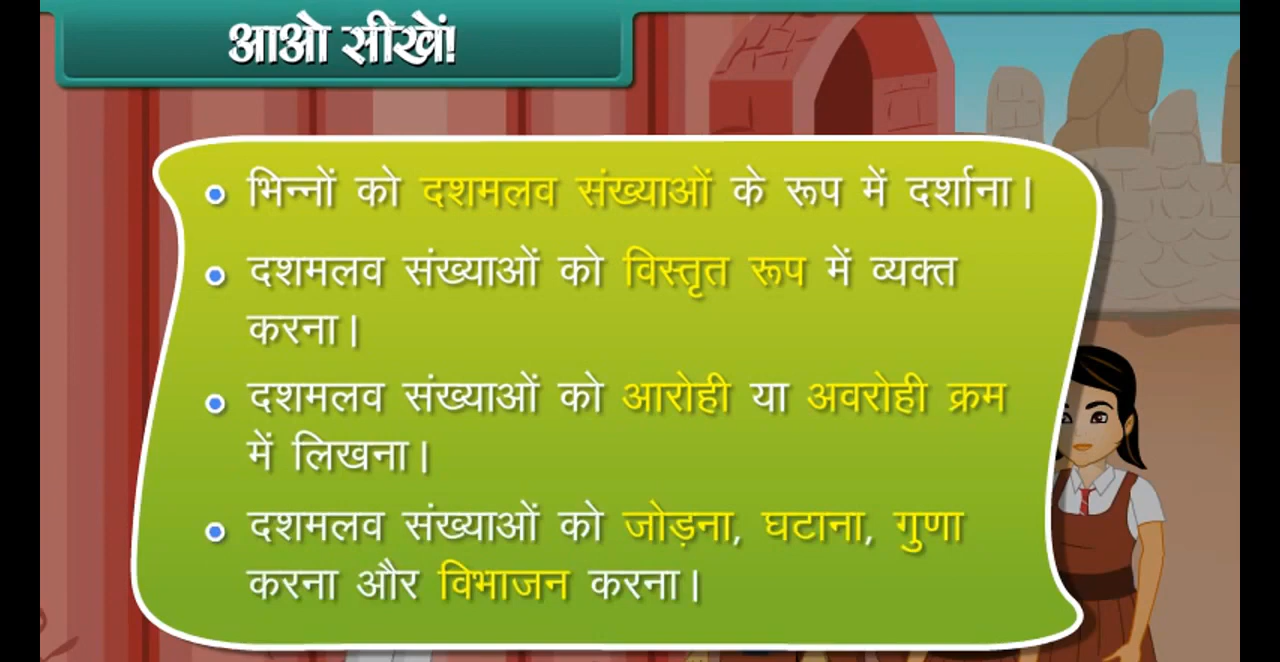 आओ सीखें!
भिन्नों को दशमलव संख्याओं के रूप में दर्शाना।
दशमलव संख्याओं को विस्तृत रूप में व्यक्त
करना।
दशमलव संख्याओं को आरोही या अवरोही क्रम
में लिखना।
दशमलव संख्याओं को जोड़ना, घटाना, गुणा
करना और विभाजन करना।